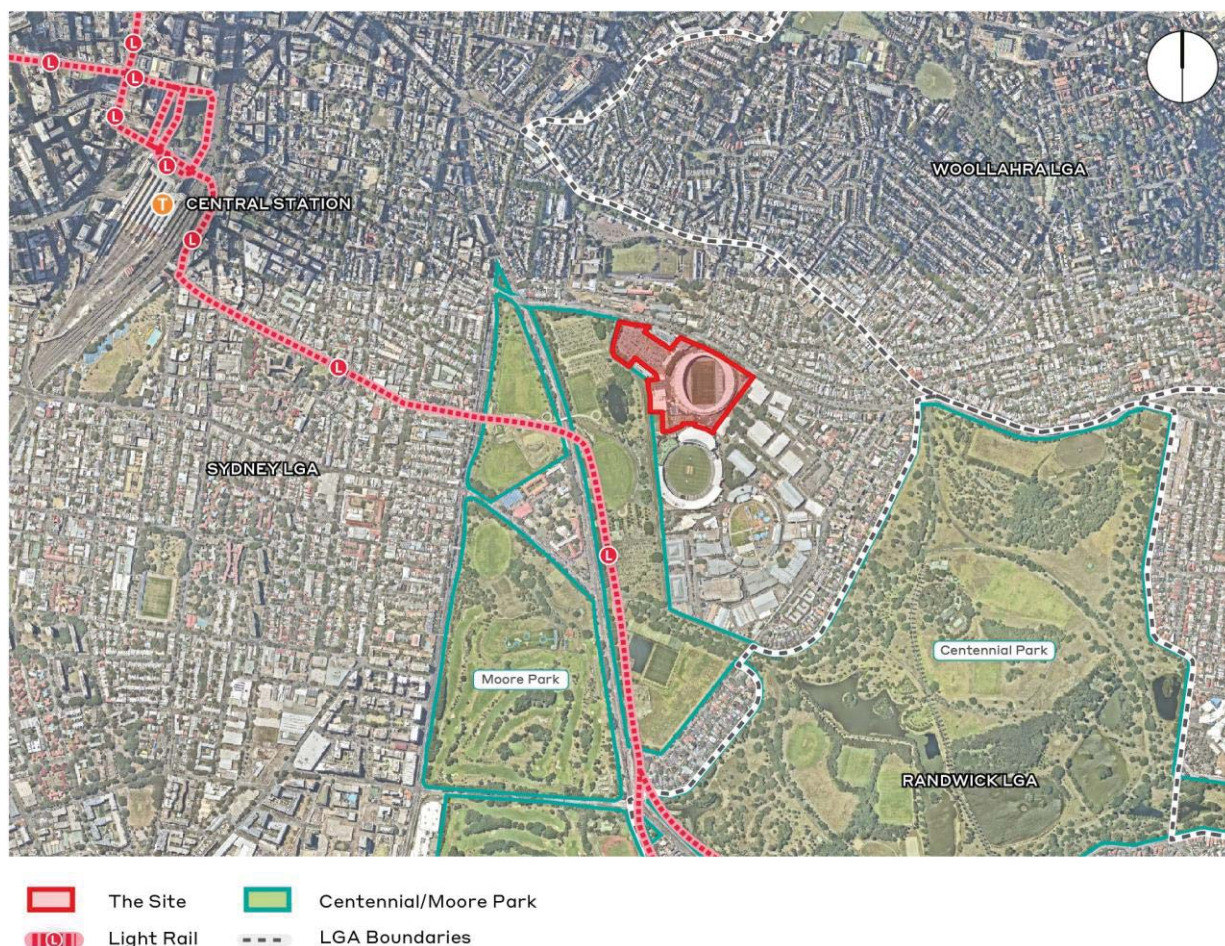 L
L
L
L
WOOLLAHRA LGA
L
T
CENTRAL STATION
L
L
SYDNEY LGA
L
Centennial Park
Moore Park
RANDWICK LGA
The Site
Centennial/Moore Park
L
Light Rail
LGA Boundaries